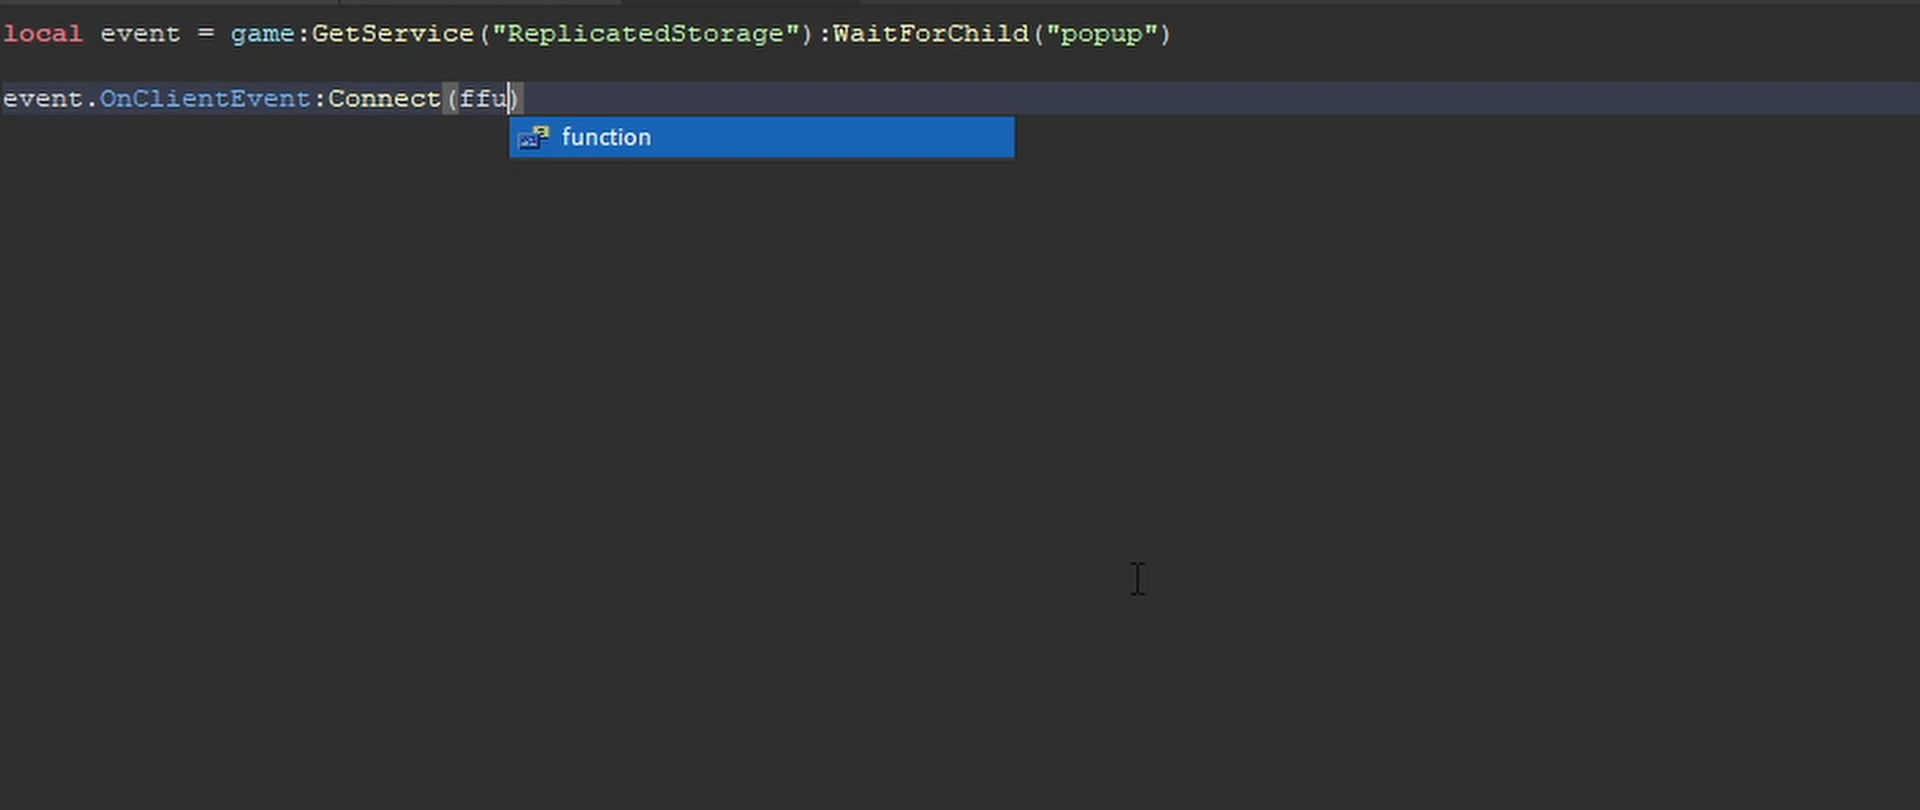 local event = game:GetService("ReplicatedStorage"):WaitForChild("popup")
event.OnClientEvent:Connect(ffu)
function